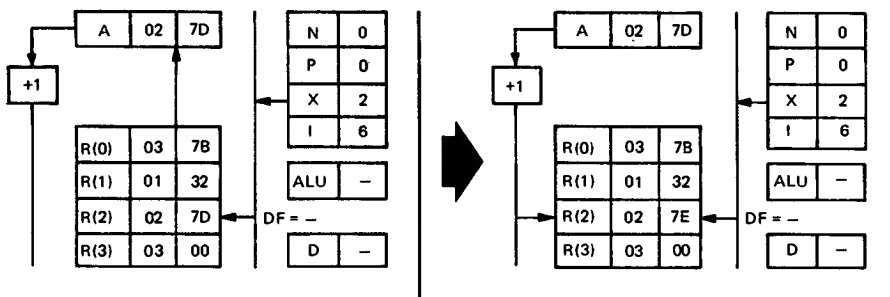 A 02 7D
+1
R(0) 03 7B
R(1) 01 32
R(2) 02 7D
R(3) 03 00
N 0
P 0
X 2
I 6
ALU –
DF = –
D –
A 02 7D
+1
R(0) 03 7B
R(1) 01 32
R(2) 02 7E
R(3) 03 00
N 0
P 0
X 2
I 6
ALU –
DF = –
D –